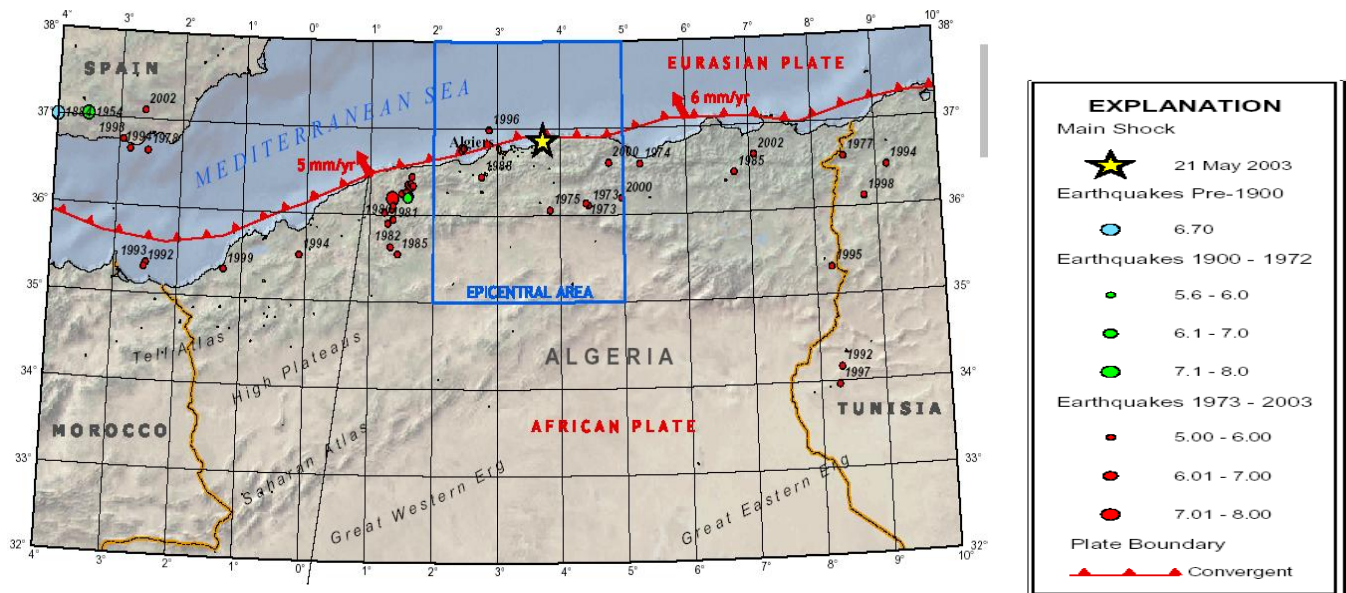 38°
4°
3°
2°
1°
0°
1°
2°
3°
4°
5°
6°
7°
8°
9°
10°
38°
SPAIN
EURASIAN PLATE
MEDITERRANEAN SEA
37°
1954
2002
6 mm/yr
37°
1978
1996
Algiers
5 mm/yr
2000
1974
2002
1985
1977
1994
1998
36°
1981
1975
1973
1973
2000
36°
1982
1985
1993
1992
1999
1994
1995
35°
EPICENTRAL AREA
35°
Tell Atlas
High Plateaus
ALGERIA
1992
1997
34°
34°
MOROCCO
AFRICAN PLATE
TUNISIA
33°
Saharan Atlas
Great Western Erg
Great Eastern Erg
33°
32°
32°
4°
3°
2°
1°
0°
1°
2°
3°
4°
5°
6°
7°
8°
9°
10°
EXPLANATION
Main Shock
21 May 2003
Earthquakes Pre-1900
6.70
Earthquakes 1900 - 1972
5.6 - 6.0
6.1 - 7.0
7.1 - 8.0
Earthquakes 1973 - 2003
5.00 - 6.00
6.01 - 7.00
7.01 - 8.00
Plate Boundary
Convergent